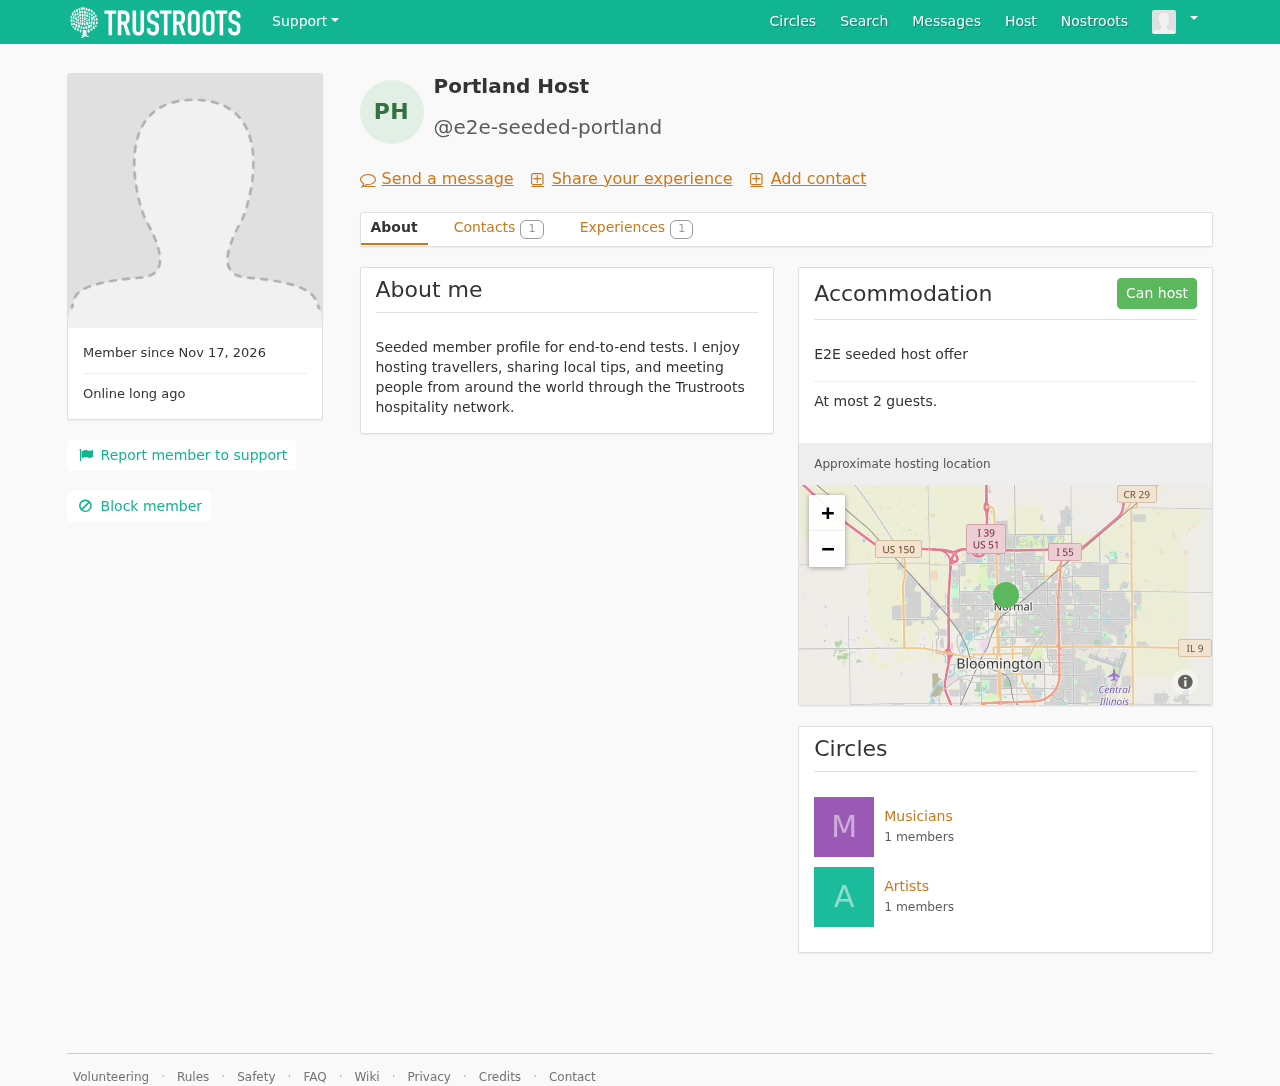 TRUSTROOTS
Support
Circles
Search
Messages
Host
Nostroots
PH
Portland Host
@e2e-seeded-portland
Send a message
Share your experience
Add contact
About
Contacts 1
Experiences 1
Member since Nov 17, 2026
Online long ago
Report member to support
Block member
About me
Seeded member profile for end-to-end tests. I enjoy
hosting travellers, sharing local tips, and meeting
people from around the world through the Trustroots
hospitality network.
Accommodation
Can host
E2E seeded host offer
At most 2 guests.
Approximate hosting location
+
−
CR 29
I 39
US 51
US 150
I 55
Normal
IL 9
Bloomington
Central
Illinois
Circles
M
Musicians
1 members
A
Artists
1 members
Volunteering · Rules · Safety · FAQ · Wiki · Privacy · Credits · Contact